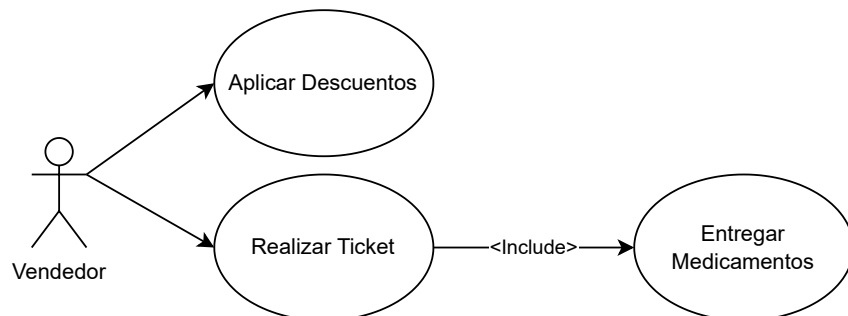 Aplicar Descuentos
Vendedor
Realizar Ticket
<Include>
Entregar
Medicamentos